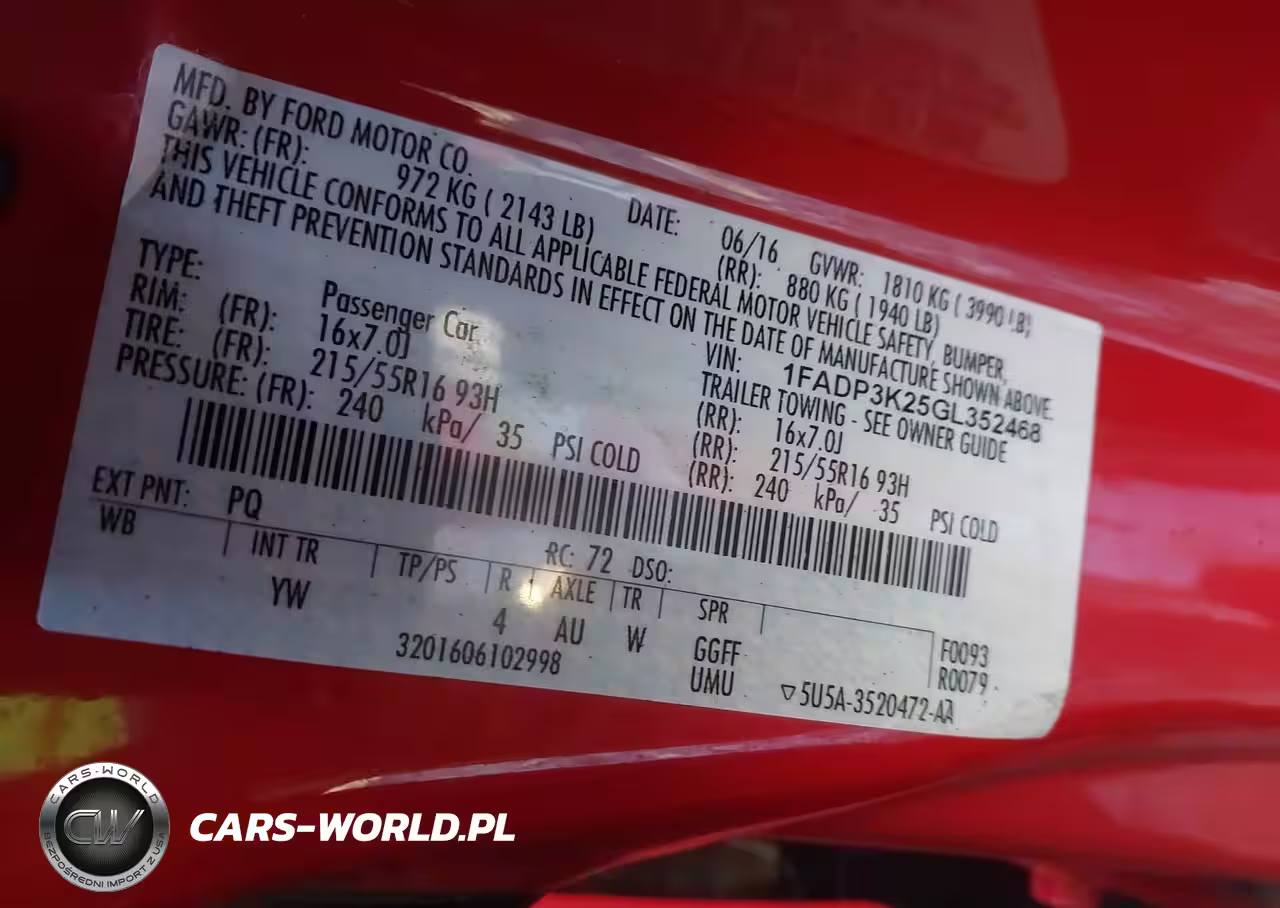 MFD. BY FORD MOTOR CO. DATE: 06/16 GVWR: 1810 KG ( 3990 LB)
GAWR: (FR): 972 KG ( 2143 LB) (RR): 880 KG ( 1940 LB)
THIS VEHICLE CONFORMS TO ALL APPLICABLE FEDERAL MOTOR VEHICLE SAFETY, BUMPER,
AND THEFT PREVENTION STANDARDS IN EFFECT ON THE DATE OF MANUFACTURE SHOWN ABOVE.
VIN: 1FADP3K25GL352468
TYPE: Passenger Car TRAILER TOWING - SEE OWNER GUIDE
RIM: (FR): 16x7.0J (RR): 16x7.0J
TIRE: (FR): 215/55R16 93H (RR): 215/55R16 93H
PRESSURE: (FR): 240 kPa/ 35 PSI COLD (RR): 240 kPa/ 35 PSI COLD
EXT PNT: PQ RC: 72 DSO:
WB INT TR TP/PS R AXLE TR SPR F0093
YW 4 AU W GGFF R0079
3201606102998 UMU ▽5U5A-3520472-AA
CARS-WORLD
CW
BEZPOŚREDNI IMPORT Z USA
CARS-WORLD.PL